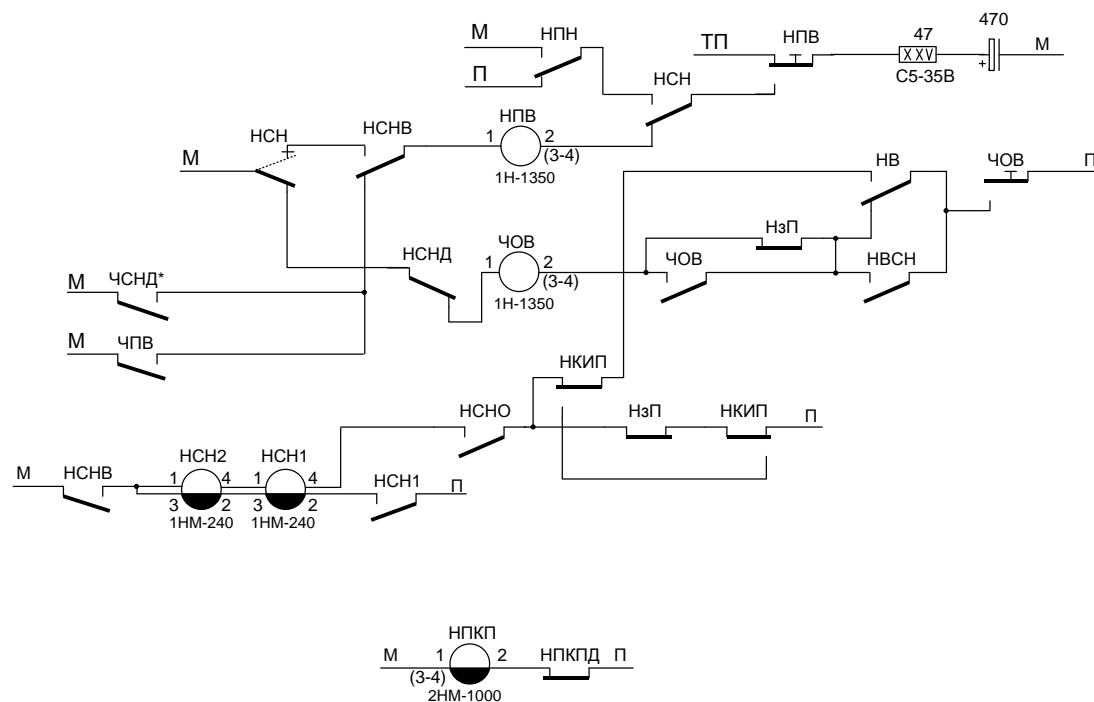 М НПН ТП НПВ 47 470 М
П НСН + С5-35В
НСН НСНВ НПВ
М 1 2
(3-4)
1Н-1350
НВ ЧОВ П
НзП
НСНД ЧОВ ЧОВ НВСН
М ЧСНД* 1 2
(3-4)
1Н-1350
М ЧПВ
НКИП
НСНО НзП НКИП П
М НСНВ НСН2 НСН1 НСН1 П
1 4 1 4
3 2 3 2
1НМ-240 1НМ-240
НПКП
М 1 2 НПКПД П
(3-4)
2НМ-1000